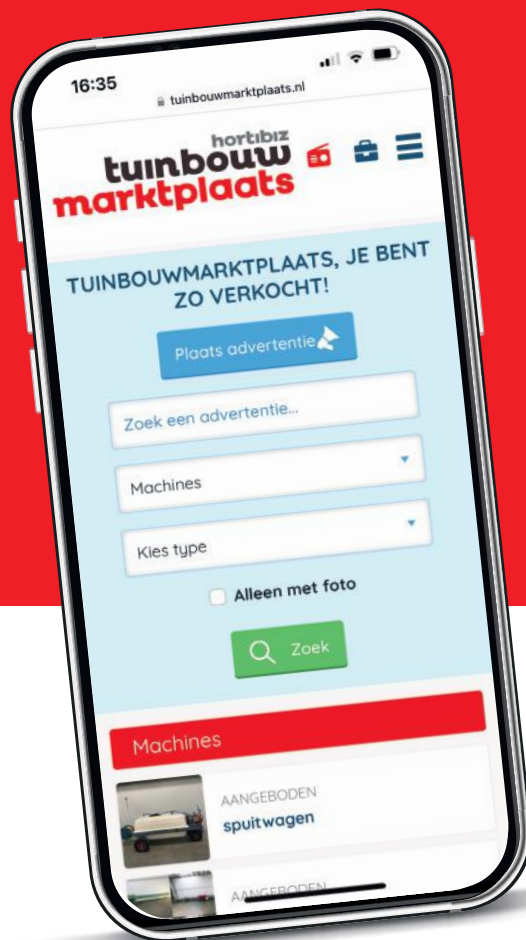 16:35
tuinbouwmarktplaats.nl
hortibiz
tuinbouw
marktplaats
TUINBOUWMARKTPLAATS, JE BENT
ZO VERKOCHT!
Plaats advertentie
Zoek een advertentie...
Machines
Kies type
Alleen met foto
Zoek
Machines
AANGEBODEN
spuitwagen
AANGEBODEN